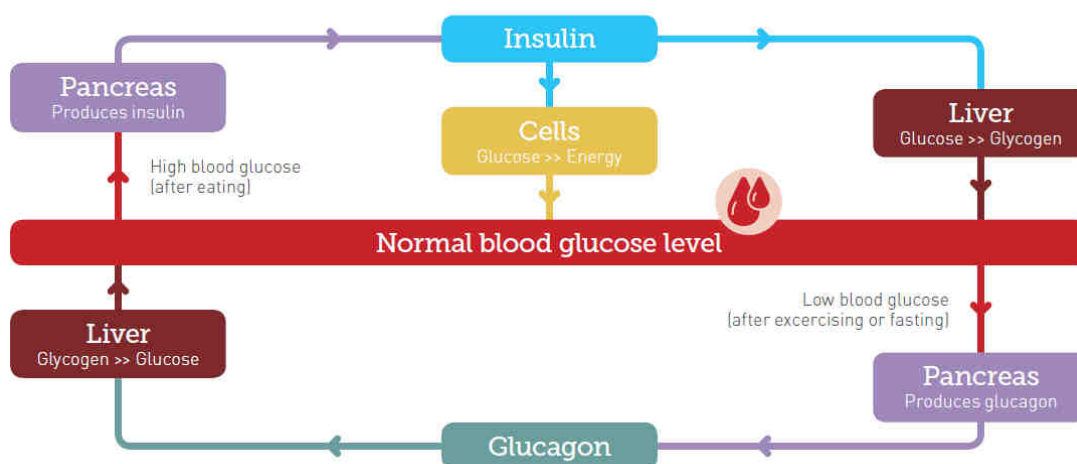 Insulin
Pancreas
Produces insulin
Cells
Glucose >> Energy
Liver
Glucose >> Glycogen
High blood glucose
(after eating)
Normal blood glucose level
Low blood glucose
(after excercising or fasting)
Liver
Glycogen >> Glucose
Pancreas
Produces glucagon
Glucagon